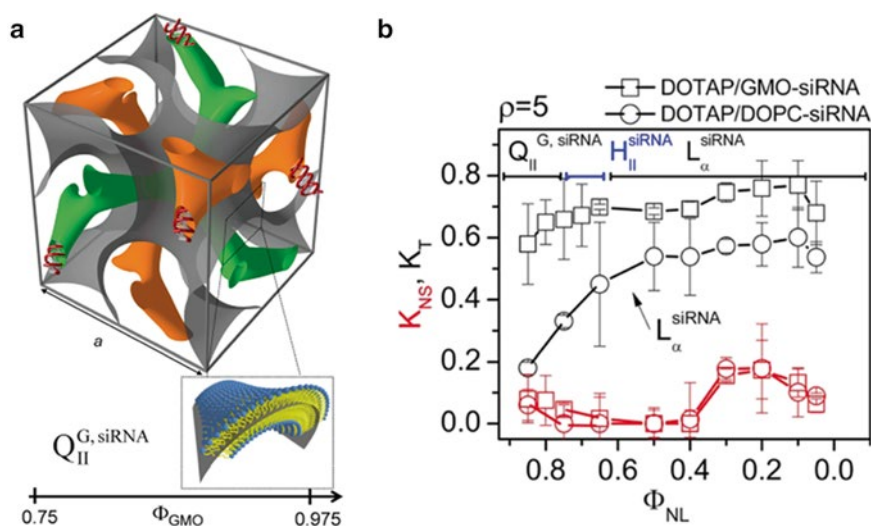 a
a
Q_II^G, siRNA
0.75 Φ_GMO 0.975
b
ρ=5
DOTAP/GMO-siRNA
DOTAP/DOPC-siRNA
Q_II^G, siRNA H_II^siRNA L_α^siRNA
K_NS, K_T
0.8
0.6
0.4
0.2
0.0
L_α^siRNA
0.8 0.6 0.4 0.2 0.0
Φ_NL